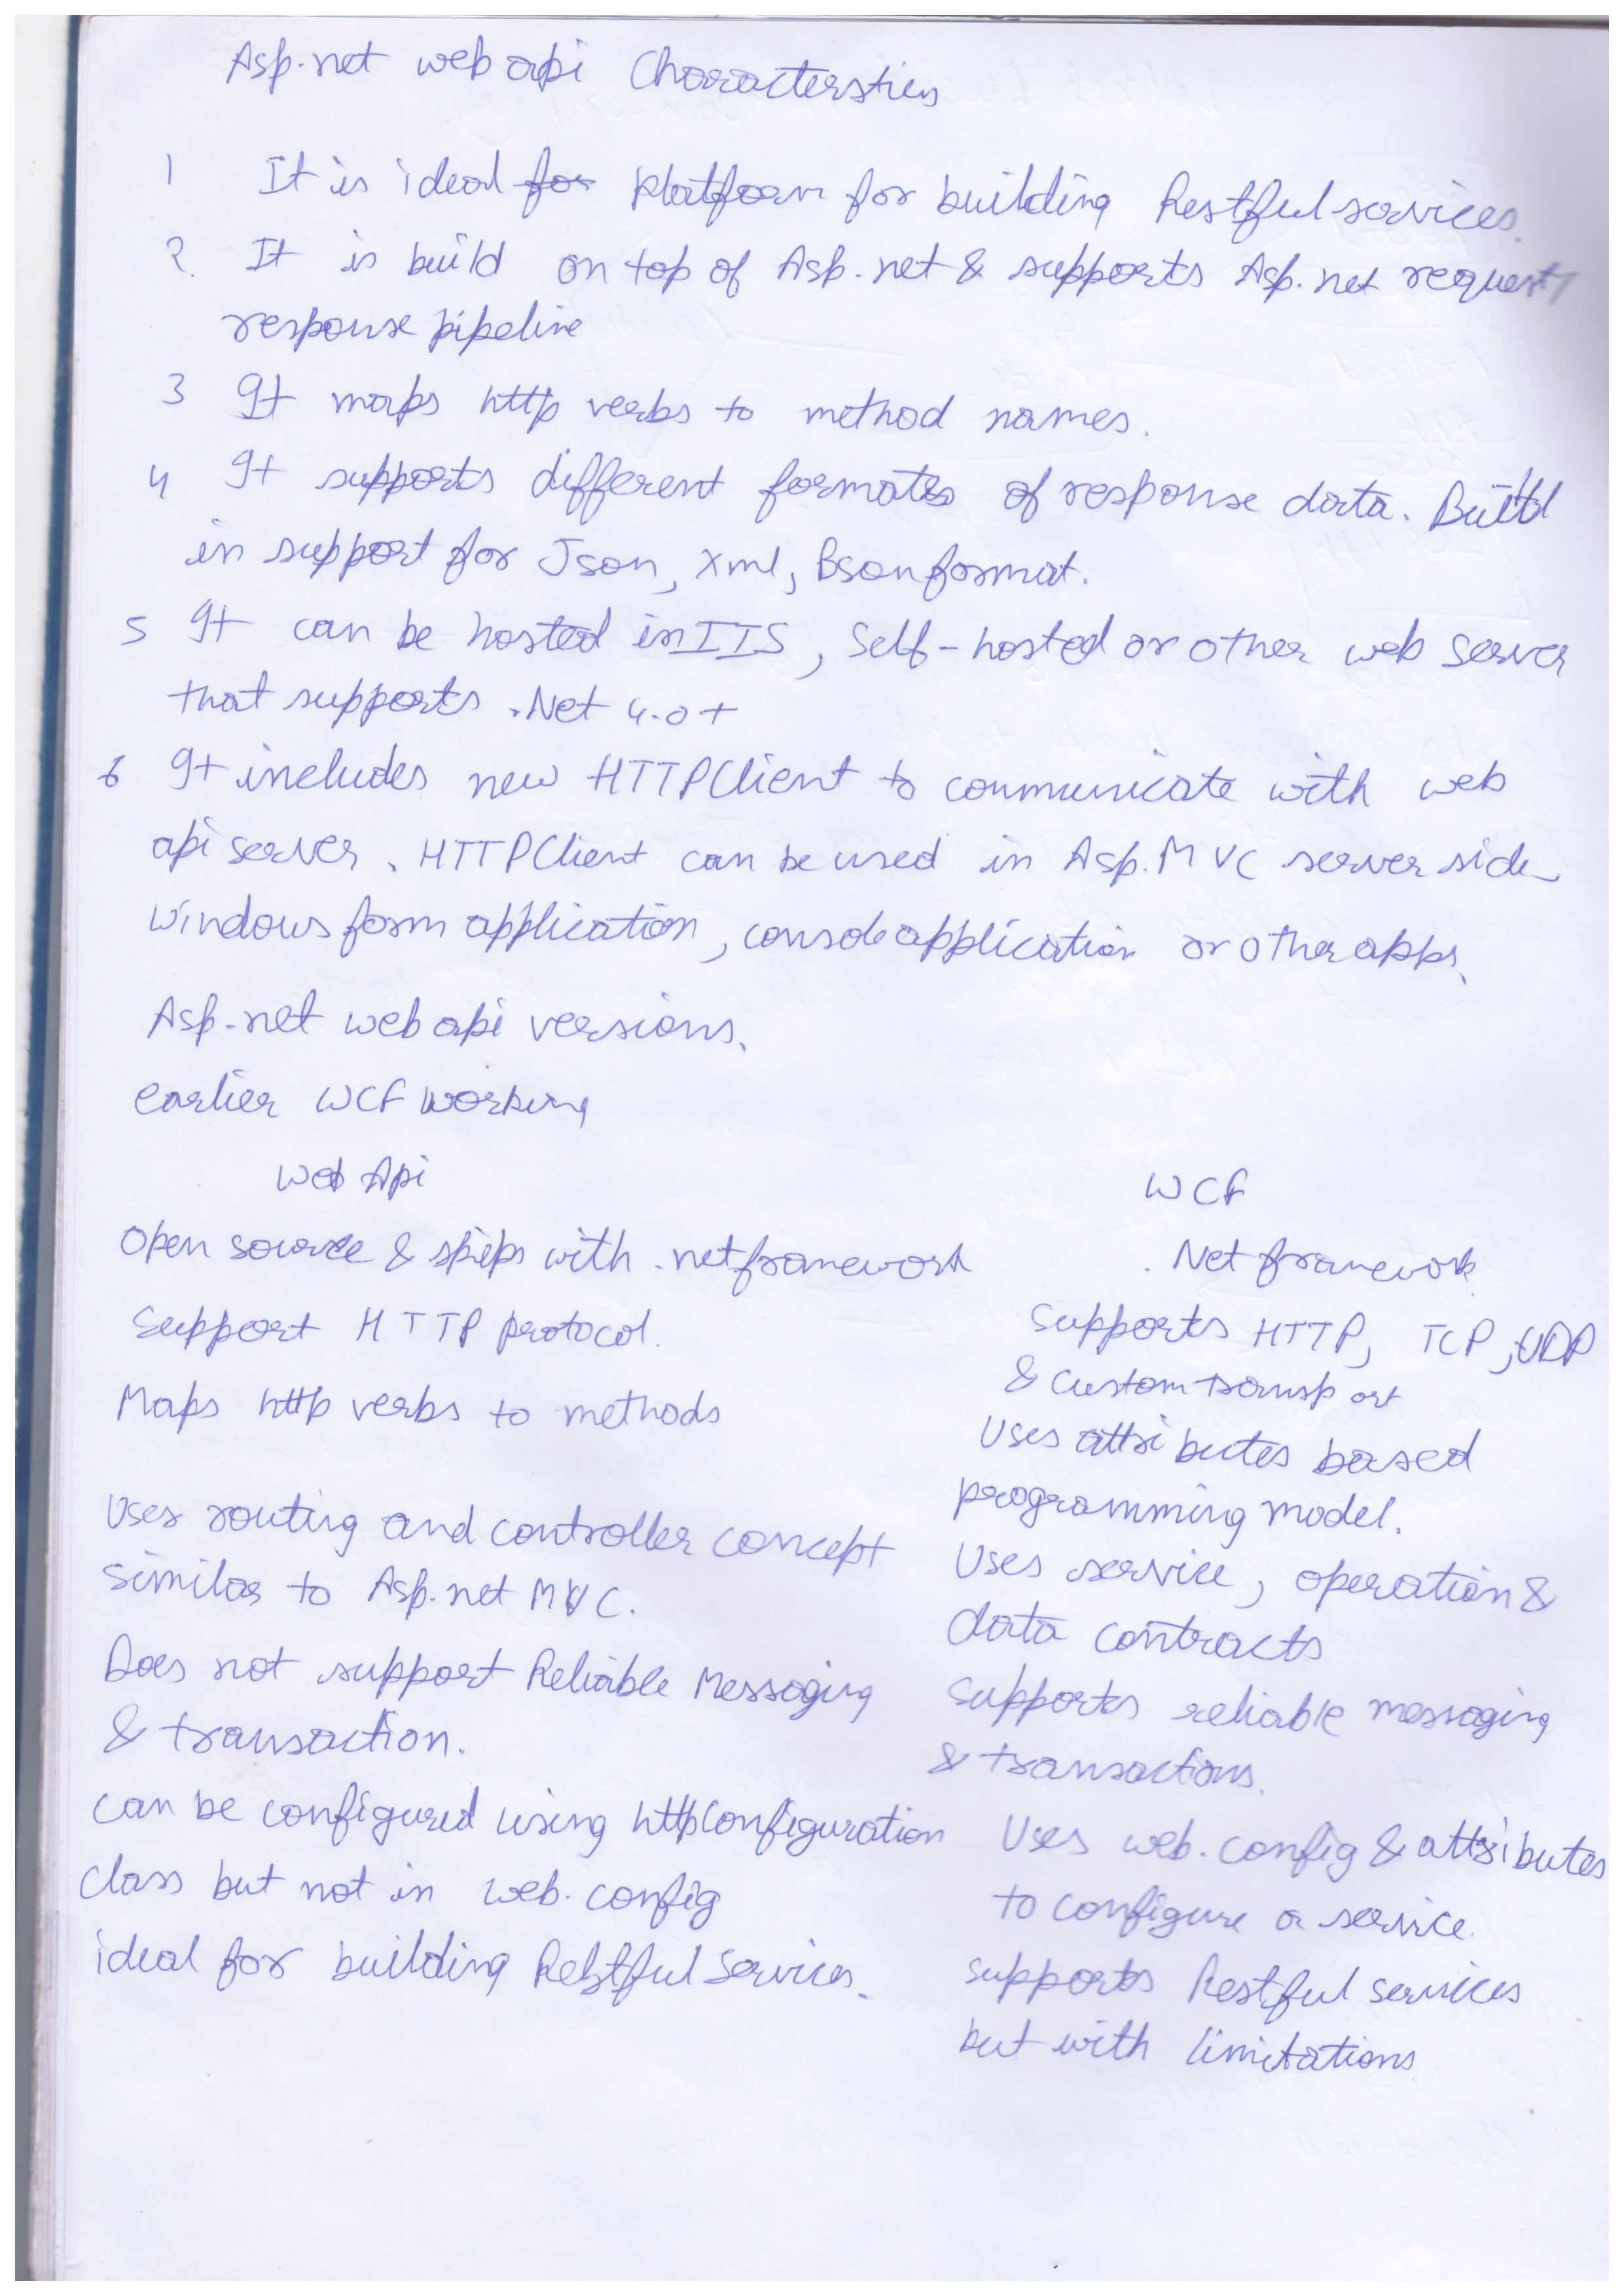 Asp.net web api Characterstics
1 It is ideal for platform for building Restful services.
2. It is build on top of Asp.net & supports Asp.net request/
response pipeline
3 It maps http verbs to method names.
4 It supports different formates of response data. Build
in support for Json, Xml, Bson format.
5 It can be hosted in IIS, Self-hosted or other web server
that supports .Net 4.0+
6 It includes new HTTPClient to communicate with web
api server. HTTPClient can be used in Asp.MVC server side
windows form application, console application or other apps.
Asp.net web api versions.
earlier WCF working
Web Api WCF
Open source & ships with .net framework .Net framework
Support HTTP protocol. Supports HTTP, TCP, UDP
& custom transport
Maps http verbs to methods Uses attributes based
programming model.
Uses routing and controller concept Uses service, operation &
similar to Asp.net MVC. data contracts
Does not support Reliable Messaging Supports reliable messaging
& transaction. & transactions.
can be configured using httpConfiguration Uses web.config & attributes
class but not in web.config to configure a service.
ideal for building Restful services. supports Restful services
but with limitations